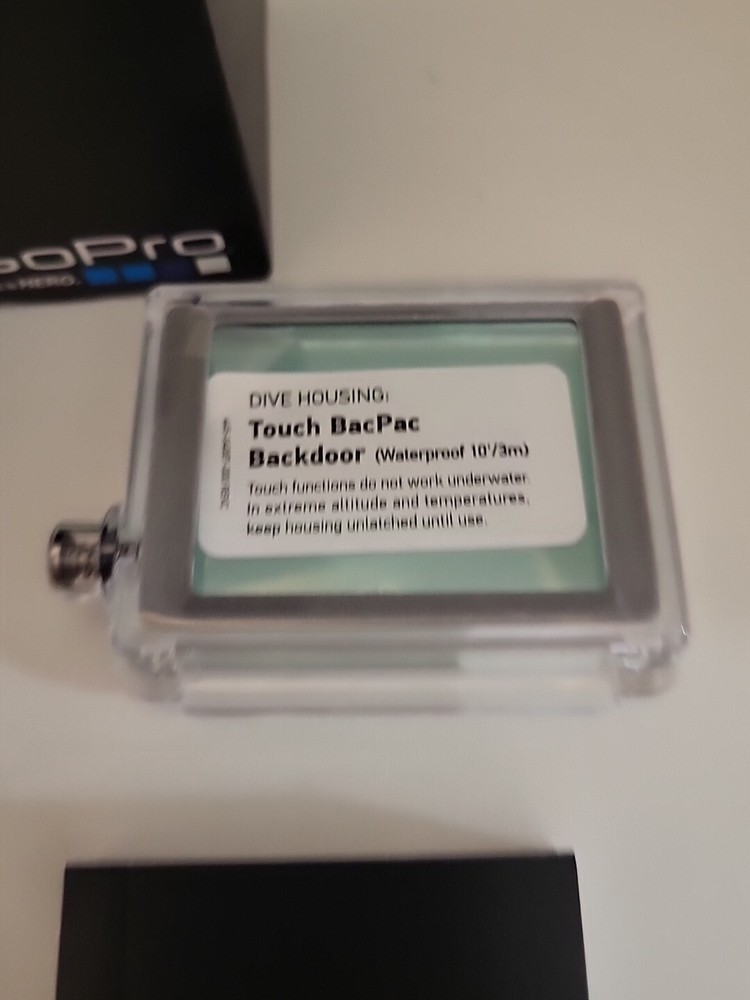 GoPro
HERO.
DIVE HOUSING:
Touch BacPac
Backdoor (Waterproof 10'/3m)
Touch functions do not work underwater.
In extreme altitude and temperatures,
keep housing unlatched until use.